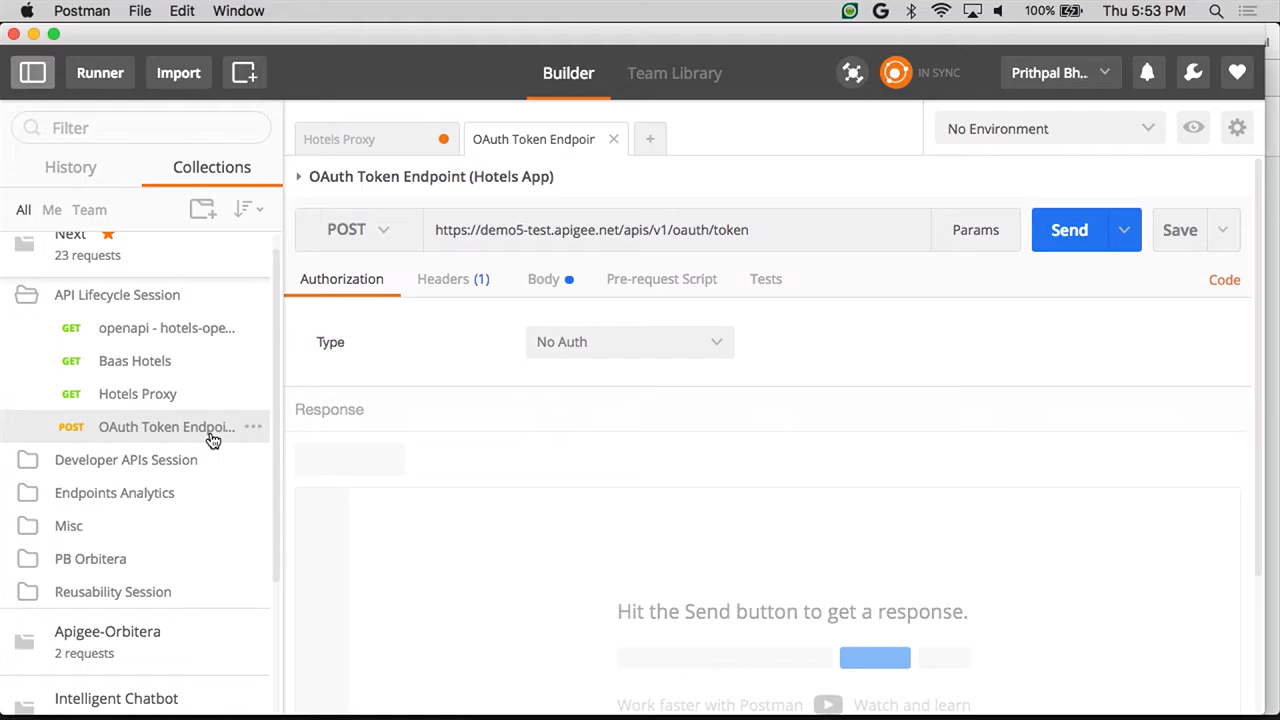 Postman File Edit Window 100% Thu 5:53 PM
Runner Import Builder Team Library IN SYNC Prithpal Bh..
Filter
History Collections
All Me Team
Next
23 requests
API Lifecycle Session
GET openapi - hotels-ope...
GET Baas Hotels
GET Hotels Proxy
POST OAuth Token Endpoi...
Developer APIs Session
Endpoints Analytics
Misc
PB Orbitera
Reusability Session
Apigee-Orbitera
2 requests
Intelligent Chatbot
Hotels Proxy OAuth Token Endpoin
No Environment
OAuth Token Endpoint (Hotels App)
POST https://demo5-test.apigee.net/apis/v1/oauth/token Params Send Save
Authorization Headers (1) Body Pre-request Script Tests Code
Type No Auth
Response
Hit the Send button to get a response.
Work faster with Postman Watch and learn